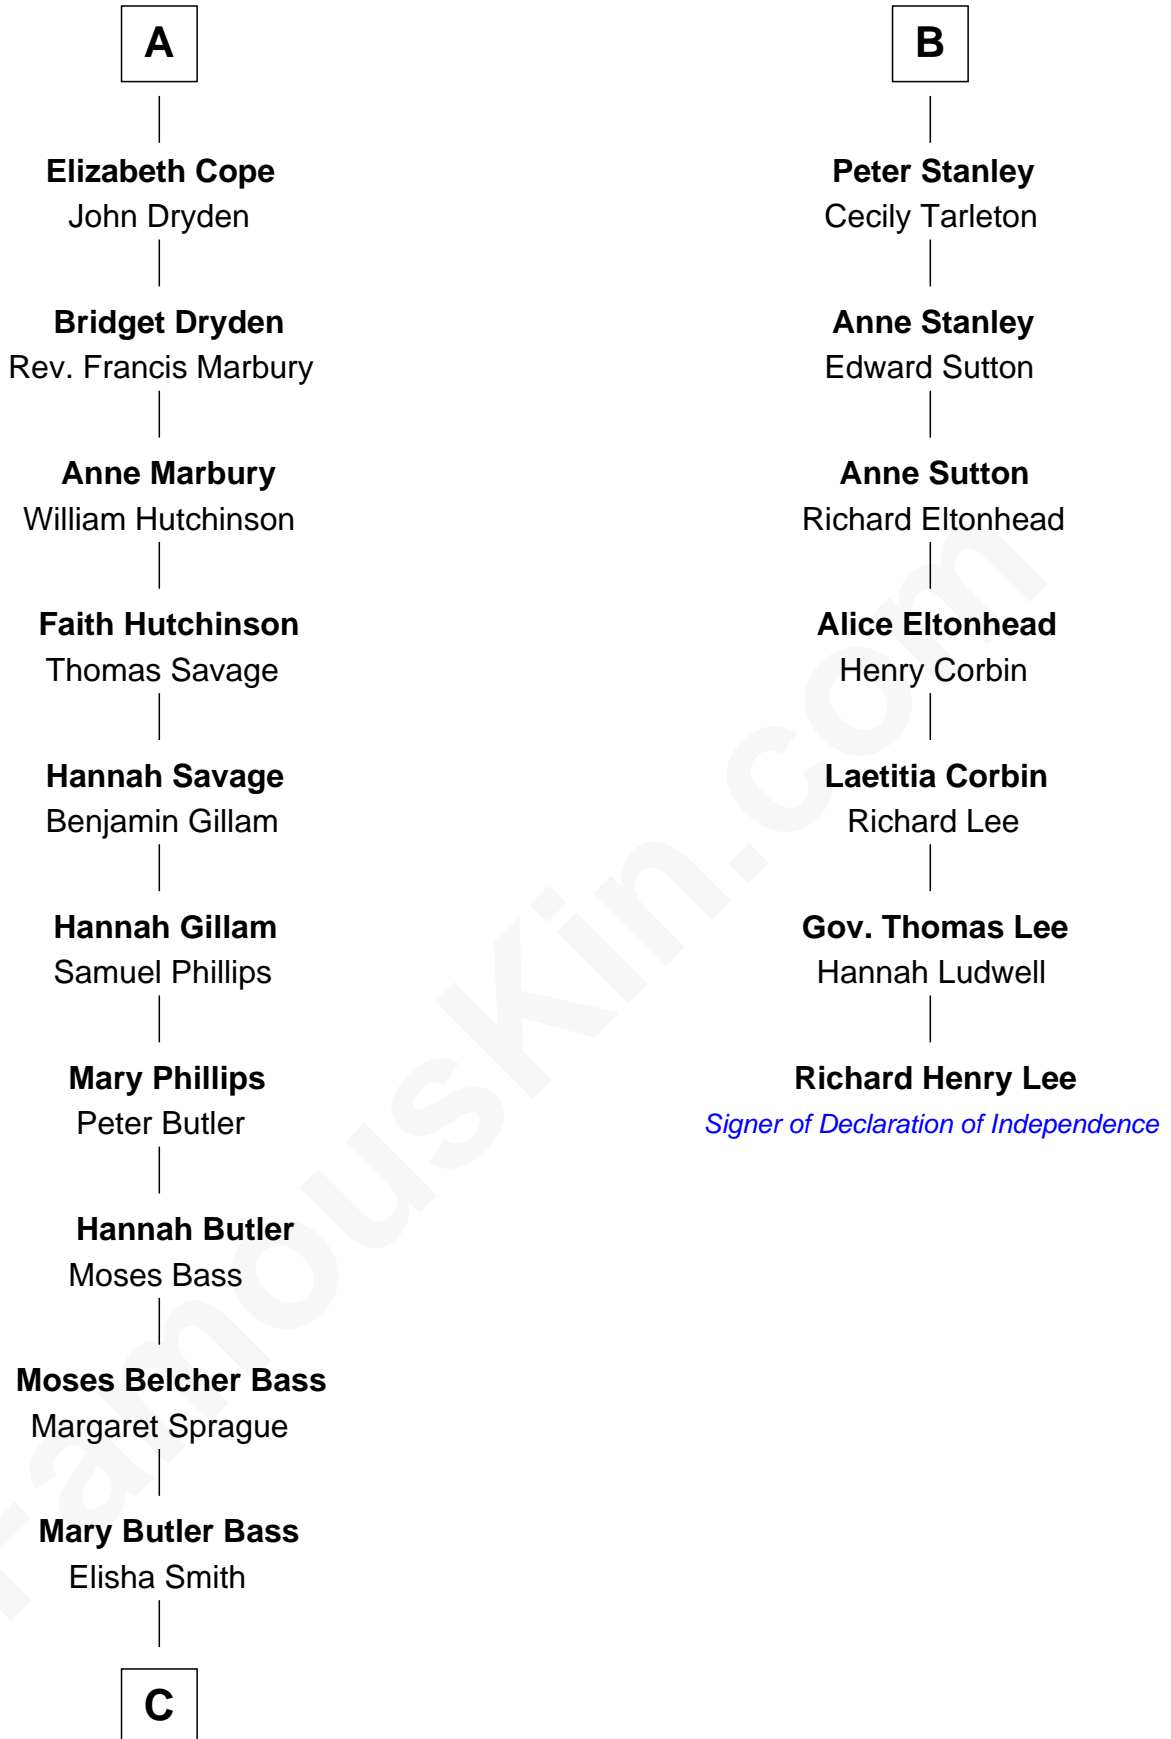 A
Elizabeth Cope
John Dryden
Bridget Dryden
Rev. Francis Marbury
Anne Marbury
William Hutchinson
Faith Hutchinson
Thomas Savage
Hannah Savage
Benjamin Gillam
Hannah Gillam
Samuel Phillips
Mary Phillips
Peter Butler
Hannah Butler
Moses Bass
Moses Belcher Bass
Margaret Sprague
Mary Butler Bass
Elisha Smith
C
B
Peter Stanley
Cecily Tarleton
Anne Stanley
Edward Sutton
Anne Sutton
Richard Eltonhead
Alice Eltonhead
Henry Corbin
Laetitia Corbin
Richard Lee
Gov. Thomas Lee
Hannah Ludwell
Richard Henry Lee
Signer of Declaration of Independence
FamousKin.com